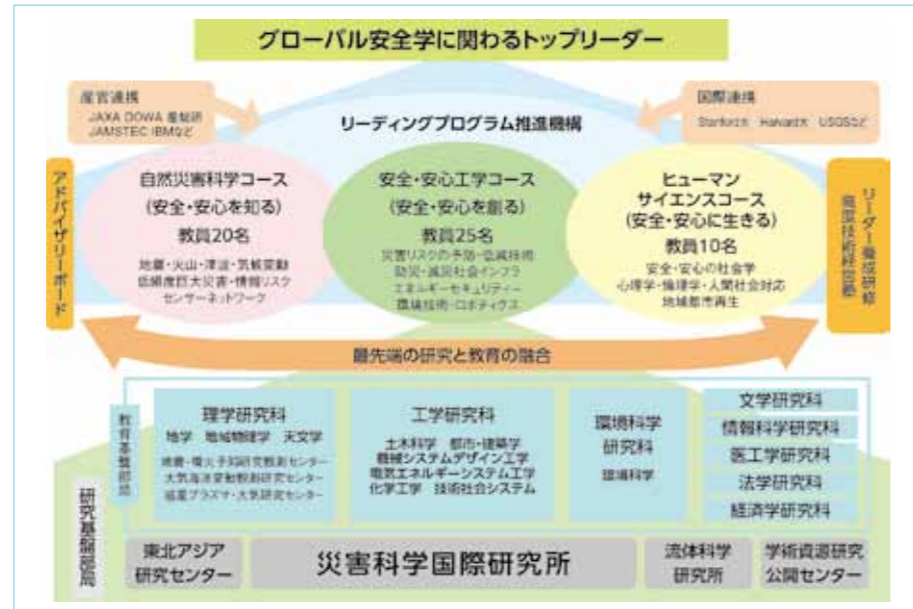 グローバル安全学に関わるトップリーダー
産官連携
JAXA DOWA 産総研
JAMSTEC IBMなど
国際連携
Stanford大 Harvard大 USGSなど
リーディングプログラム推進機構
アドバイザリーボード
自然災害科学コース
(安全・安心を知る)
教員20名
地震・火山・津波・気候変動
低頻度巨大災害・情報リスク
センサーネットワーク
安全・安心工学コース
(安全・安心を創る)
教員25名
災害リスクの予防・低減技術
防災・減災社会インフラ
エネルギーセキュリティー
環境技術・ロボティクス
ヒューマン
サイエンスコース
(安全・安心に生きる)
教員10名
安全・安心の社会学
心理学・倫理学・人間社会対応
地域都市再生
リーダー養成研修
高度技術経営塾
最先端の研究と教育の融合
教育基盤部局
理学研究科
地学 地球物理学 天文学
地震・噴火予知研究観測センター
大気海洋変動観測研究センター
惑星プラズマ・大気研究センター
工学研究科
土木科学 都市・建築学
機械システムデザイン工学
電気エネルギーシステム工学
化学工学 技術社会システム
環境科学
研究科
環境科学
文学研究科
情報科学研究科
医工学研究科
法学研究科
経済学研究科
研究基盤部局
東北アジア
研究センター
災害科学国際研究所
流体科学
研究所
学術資源研究
公開センター